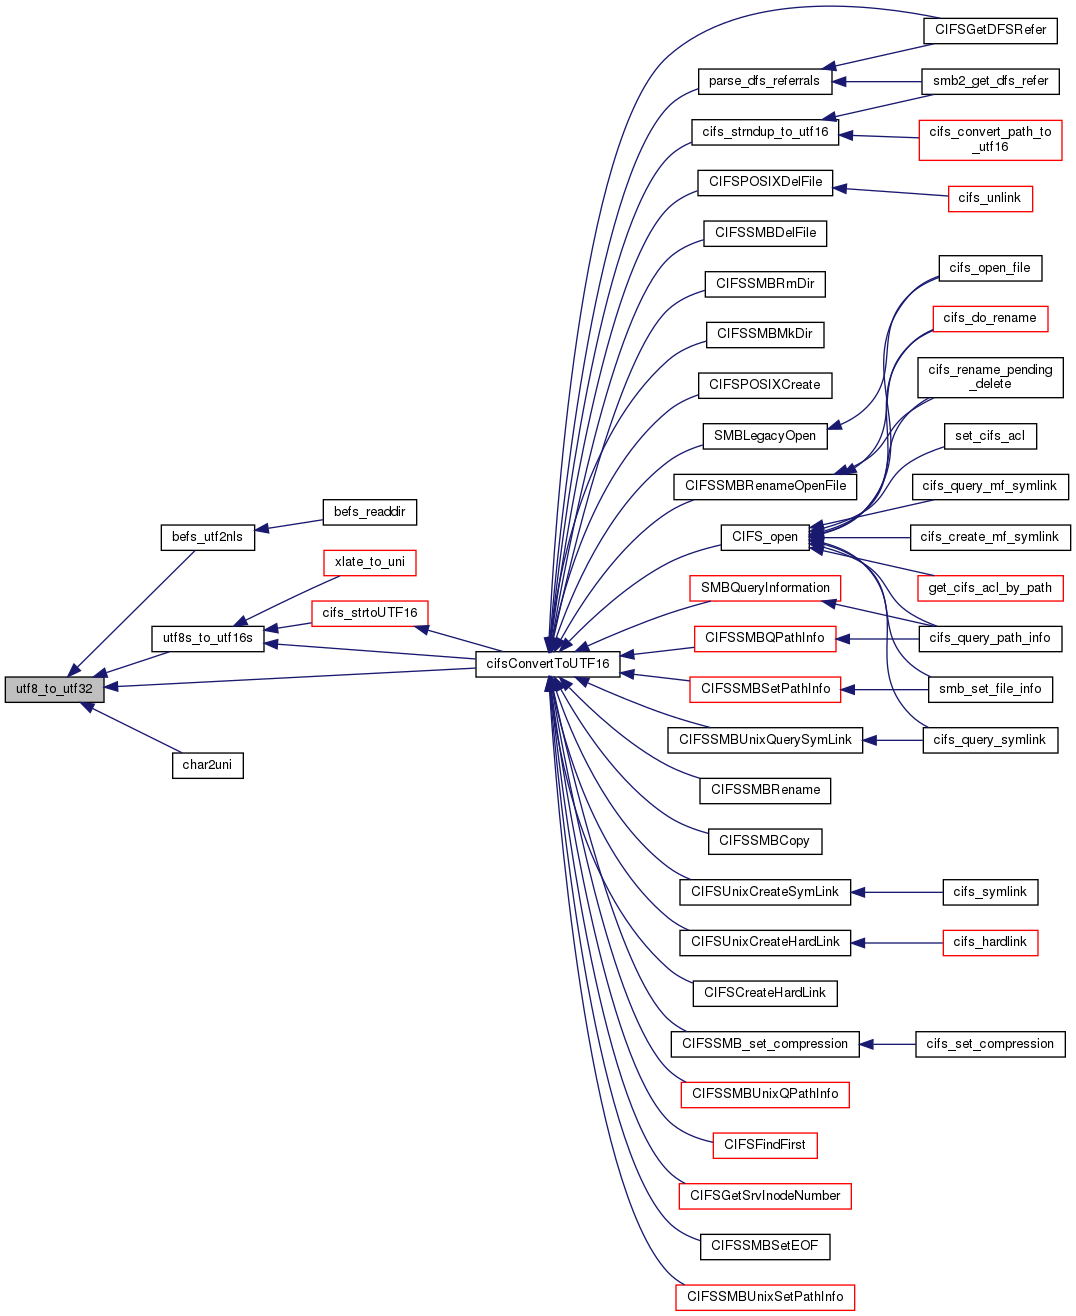 CIFSGetDFSRefer
parse_dfs_referrals
smb2_get_dfs_refer
cifs_strndup_to_utf16
cifs_convert_path_to
_utf16
CIFSPOSIXDelFile
cifs_unlink
CIFSSMBDelFile
cifs_open_file
CIFSSMBRmDir
cifs_do_rename
CIFSSMBMkDir
cifs_rename_pending
_delete
CIFSPOSIXCreate
SMBLegacyOpen
set_cifs_acl
CIFSSMBRenameOpenFile
cifs_query_mf_symlink
befs_readdir
befs_utf2nls
CIFS_open
cifs_create_mf_symlink
xlate_to_uni
SMBQueryInformation
get_cifs_acl_by_path
cifs_strtoUTF16
utf8s_to_utf16s
CIFSSMBQPathInfo
cifs_query_path_info
cifsConvertToUTF16
utf8_to_utf32
CIFSSMBSetPathInfo
smb_set_file_info
CIFSSMBUnixQuerySymLink
cifs_query_symlink
char2uni
CIFSSMBRename
CIFSSMBCopy
CIFSUnixCreateSymLink
cifs_symlink
CIFSUnixCreateHardLink
cifs_hardlink
CIFSCreateHardLink
CIFSSMB_set_compression
cifs_set_compression
CIFSSMBUnixQPathInfo
CIFSFindFirst
CIFSGetSrvInodeNumber
CIFSSMBSetEOF
CIFSSMBUnixSetPathInfo